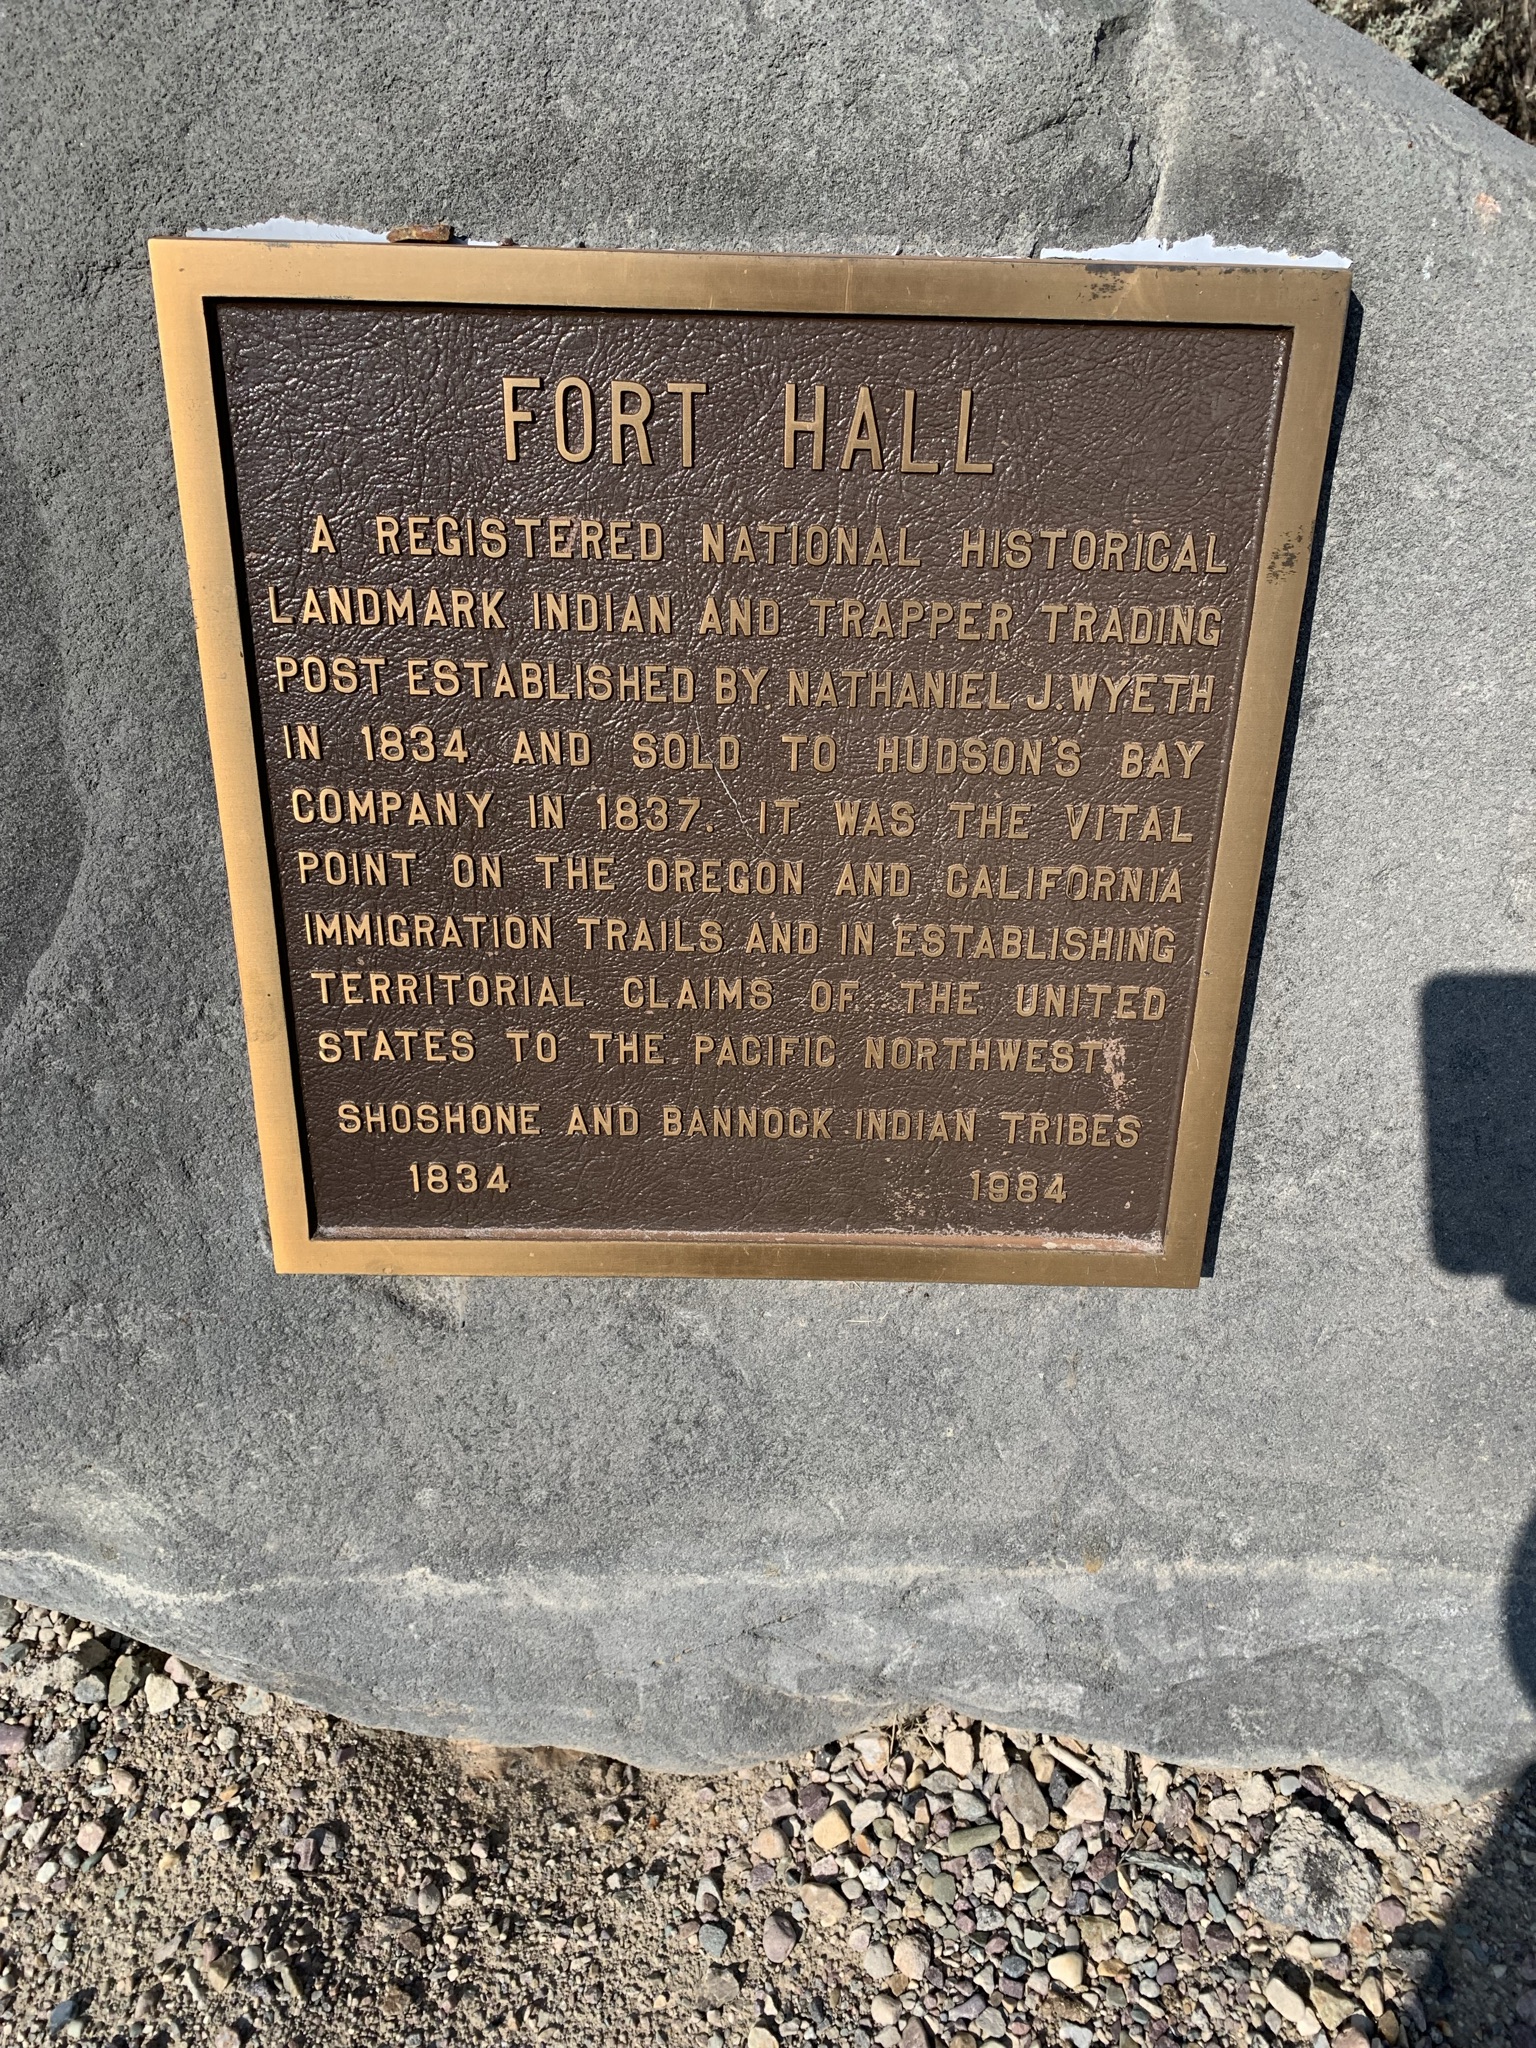 FORT HALL
A REGISTERED NATIONAL HISTORICAL
LANDMARK INDIAN AND TRAPPER TRADING
POST ESTABLISHED BY NATHANIEL J. WYETH
IN 1834 AND SOLD TO HUDSON'S BAY
COMPANY IN 1837. IT WAS THE VITAL
POINT ON THE OREGON AND CALIFORNIA
IMMIGRATION TRAILS AND IN ESTABLISHING
TERRITORIAL CLAIMS OF THE UNITED
STATES TO THE PACIFIC NORTHWEST
SHOSHONE AND BANNOCK INDIAN TRIBES
1834 1984